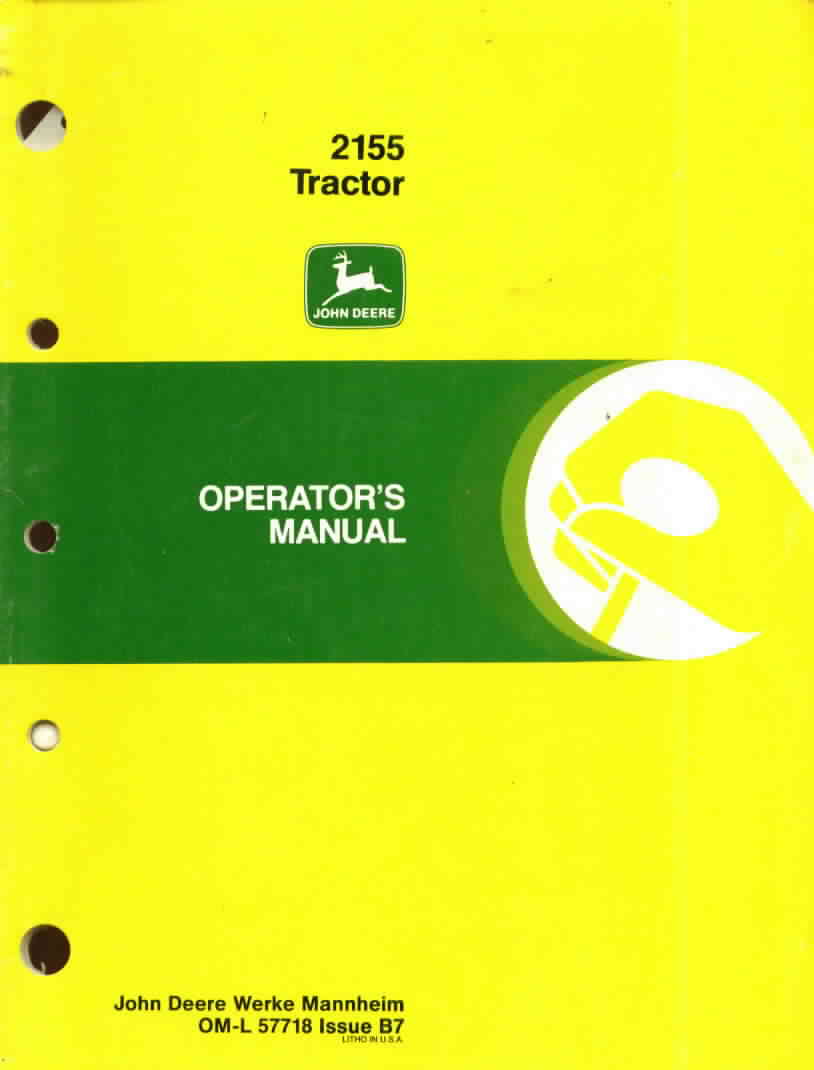 2155
Tractor
JOHN DEERE
OPERATOR'S
MANUAL
John Deere Werke Mannheim
OM-L 57718 Issue B7
LITHO IN U.S.A.